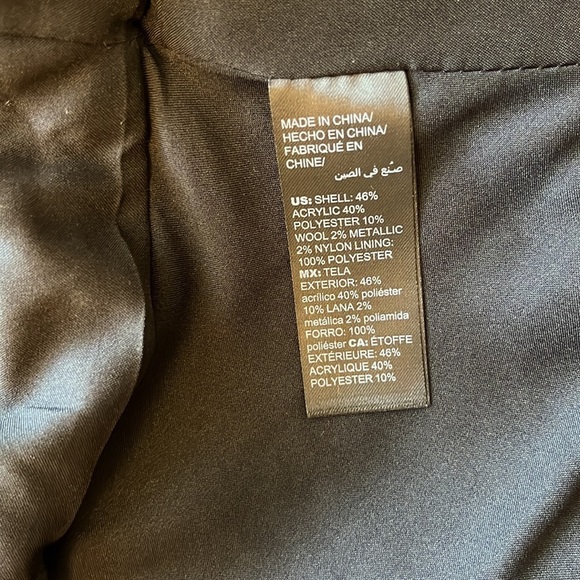 MADE IN CHINA/
HECHO EN CHINA/
FABRIQUÉ EN
CHINE/
صنع في الصين
US: SHELL: 46%
ACRYLIC 40%
POLYESTER 10%
WOOL 2% METALLIC
2% NYLON LINING:
100% POLYESTER
MX: TELA
EXTERIOR: 46%
acrílico 40% poliéster
10% LANA 2%
metálica 2% poliamida
FORRO: 100%
poliéster CA: ÉTOFFE
EXTÉRIEURE: 46%
ACRYLIQUE 40%
POLYESTER 10%